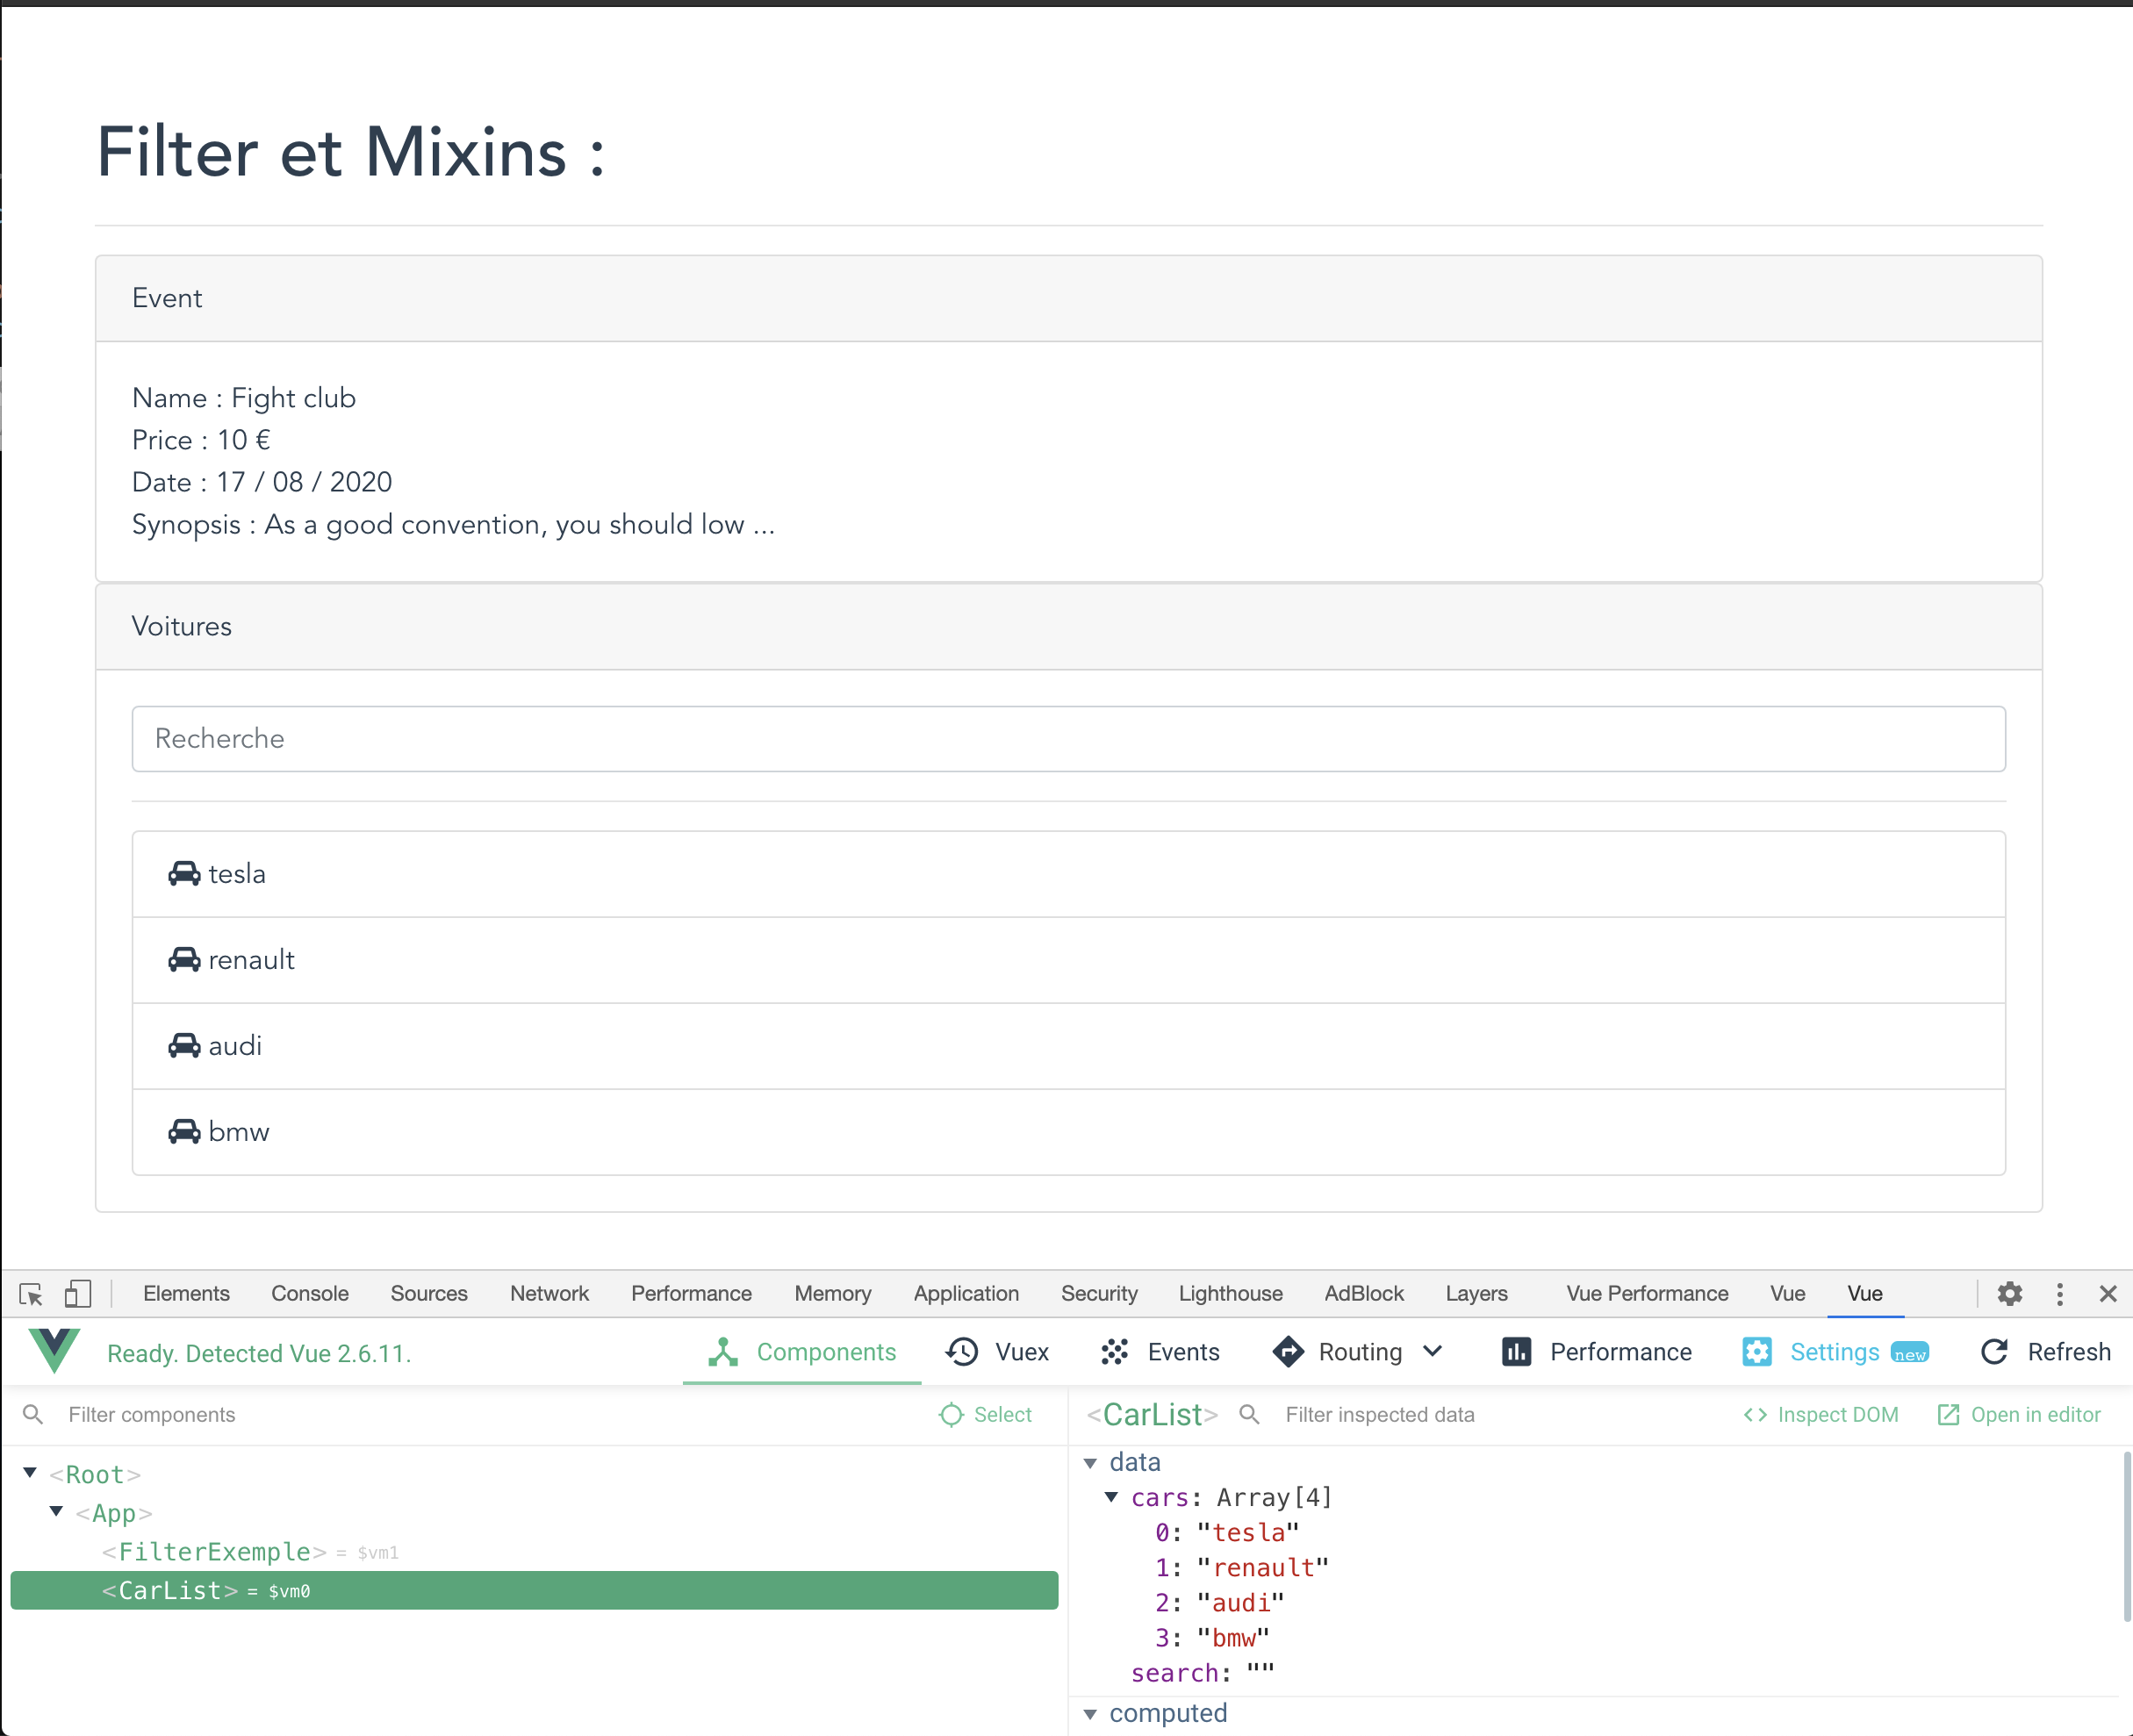 Filter et Mixins :
Event
Name : Fight club
Price : 10 €
Date : 17 / 08 / 2020
Synopsis : As a good convention, you should low ...
Voitures
Recherche
tesla
renault
audi
bmw
Elements Console Sources Network Performance Memory Application Security Lighthouse AdBlock Layers Vue Performance Vue Vue
Ready. Detected Vue 2.6.11. Components Vuex Events Routing Performance Settings new Refresh
Filter components Select
<Root>
<App>
<FilterExemple> = $vm1
<CarList> = $vm0
<CarList> Filter inspected data Inspect DOM Open in editor
data
cars: Array[4]
0: "tesla"
1: "renault"
2: "audi"
3: "bmw"
search: ""
computed